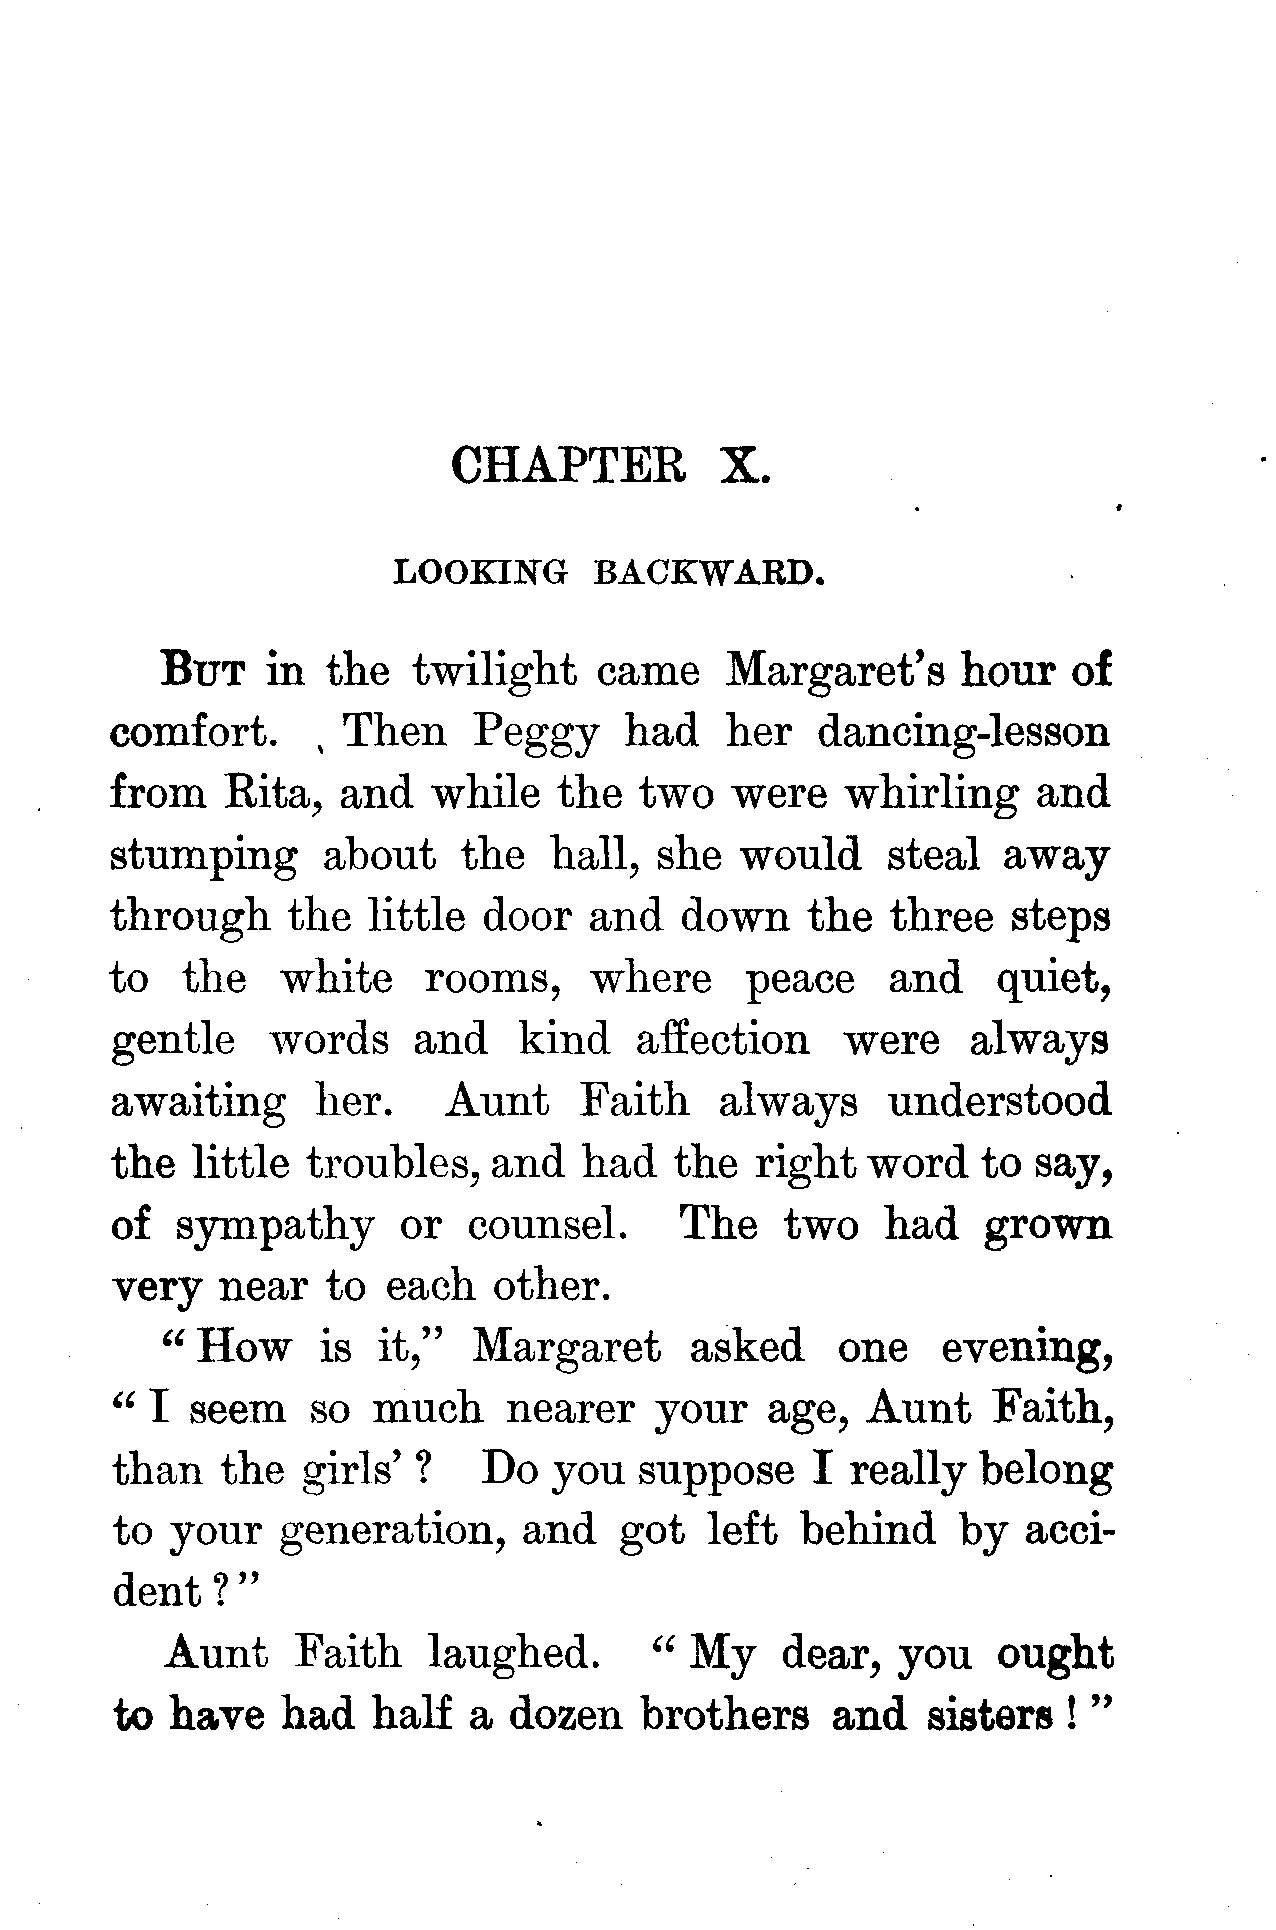 CHAPTER X.
LOOKING BACKWARD.
BUT in the twilight came Margaret's hour of
comfort. Then Peggy had her dancing-lesson
from Rita, and while the two were whirling and
stumping about the hall, she would steal away
through the little door and down the three steps
to the white rooms, where peace and quiet,
gentle words and kind affection were always
awaiting her. Aunt Faith always understood
the little troubles, and had the right word to say,
of sympathy or counsel. The two had grown
very near to each other.
"How is it," Margaret asked one evening,
"I seem so much nearer your age, Aunt Faith,
than the girls'? Do you suppose I really belong
to your generation, and got left behind by acci-
dent?"
Aunt Faith laughed. "My dear, you ought
to have had half a dozen brothers and sisters!"